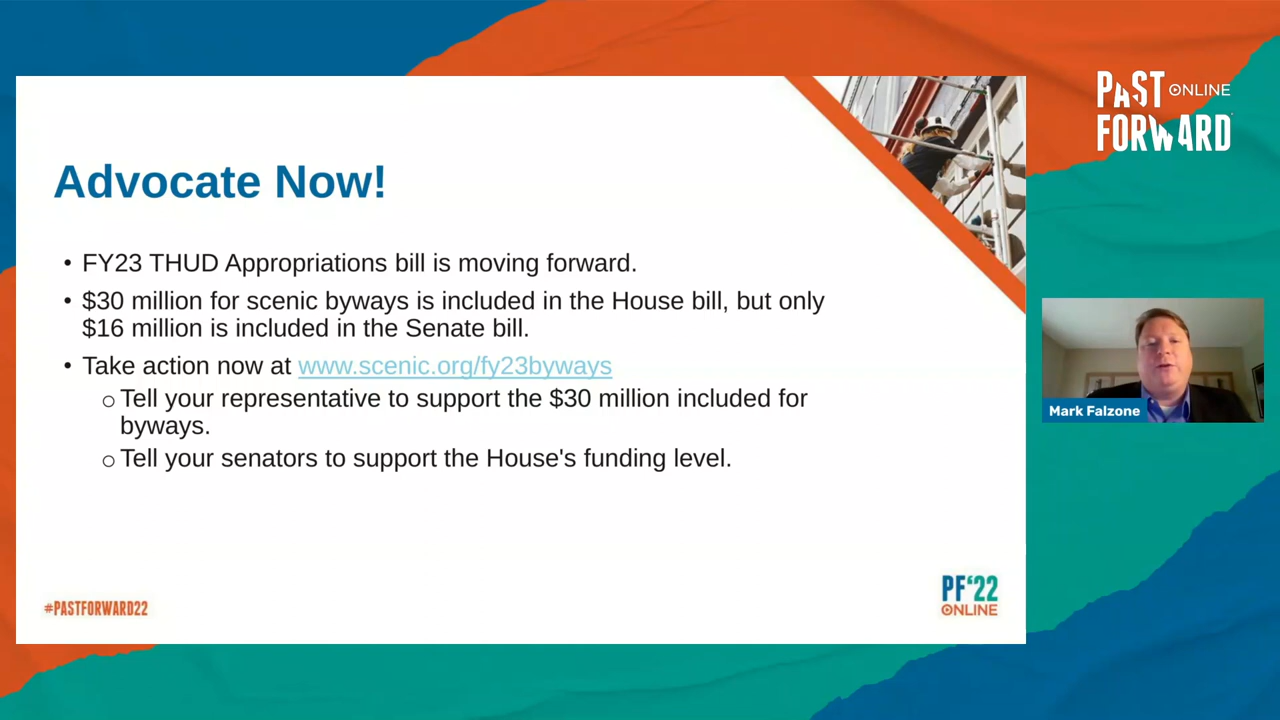 PAST ONLINE
FORWARD
Advocate Now!
• FY23 THUD Appropriations bill is moving forward.
• $30 million for scenic byways is included in the House bill, but only
$16 million is included in the Senate bill.
• Take action now at www.scenic.org/fy23byways
o Tell your representative to support the $30 million included for
byways.
o Tell your senators to support the House's funding level.
Mark Falzone
#PASTFORWARD22
PF'22
ONLINE